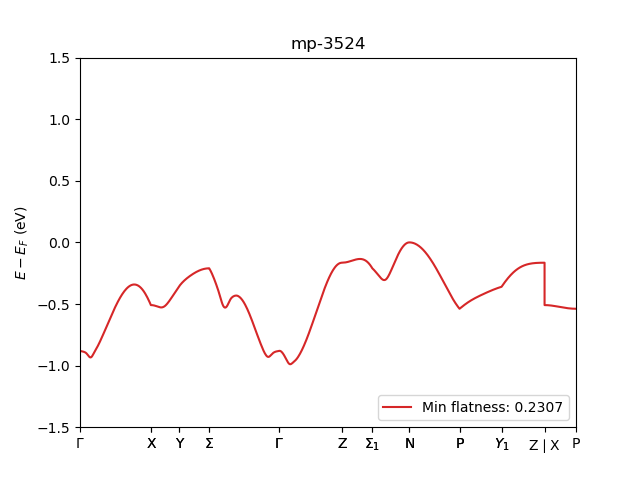 mp-3524
1.5
1.0
0.5
0.0
−0.5
−1.0
−1.5
E − E_F (eV)
Γ X Y Σ Γ Z Σ₁ N P Y₁ Z | X P
Min flatness: 0.2307